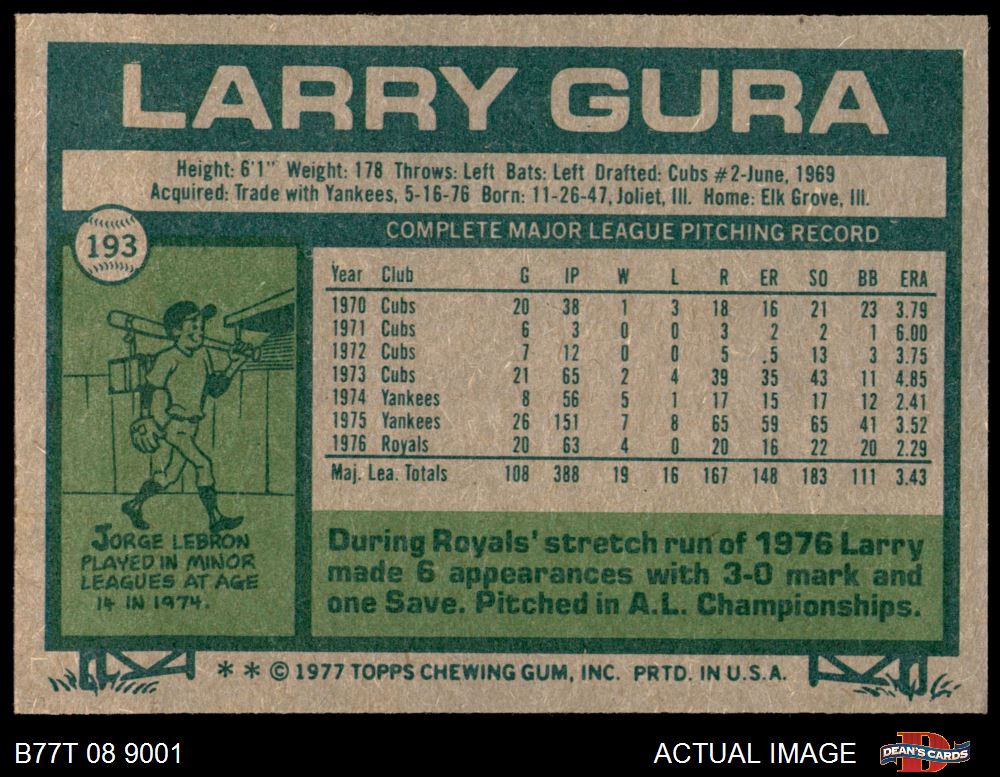 LARRY GURA
Height: 6'1" Weight: 178 Throws: Left Bats: Left Drafted: Cubs #2-June, 1969
Acquired: Trade with Yankees, 5-16-76 Born: 11-26-47, Joliet, Ill. Home: Elk Grove, Ill.
193
COMPLETE MAJOR LEAGUE PITCHING RECORD
Year Club G IP W L R ER SO BB ERA
1970 Cubs 20 38 1 3 18 16 21 23 3.79
1971 Cubs 6 3 0 0 3 2 2 1 6.00
1972 Cubs 7 12 0 0 5 .5 13 3 3.75
1973 Cubs 21 65 2 4 39 35 43 11 4.85
1974 Yankees 8 56 5 1 17 15 17 12 2.41
1975 Yankees 26 151 7 8 65 59 65 41 3.52
1976 Royals 20 63 4 0 20 16 22 20 2.29
Maj. Lea. Totals 108 388 19 16 167 148 183 111 3.43
JORGE LEBRON
PLAYED IN MINOR
LEAGUES AT AGE
14 IN 1974.
During Royals' stretch run of 1976 Larry
made 6 appearances with 3-0 mark and
one Save. Pitched in A.L. Championships.
** © 1977 TOPPS CHEWING GUM, INC. PRTD. IN U.S.A.
B77T 08 9001
ACTUAL IMAGE
D
DEAN'S CARDS